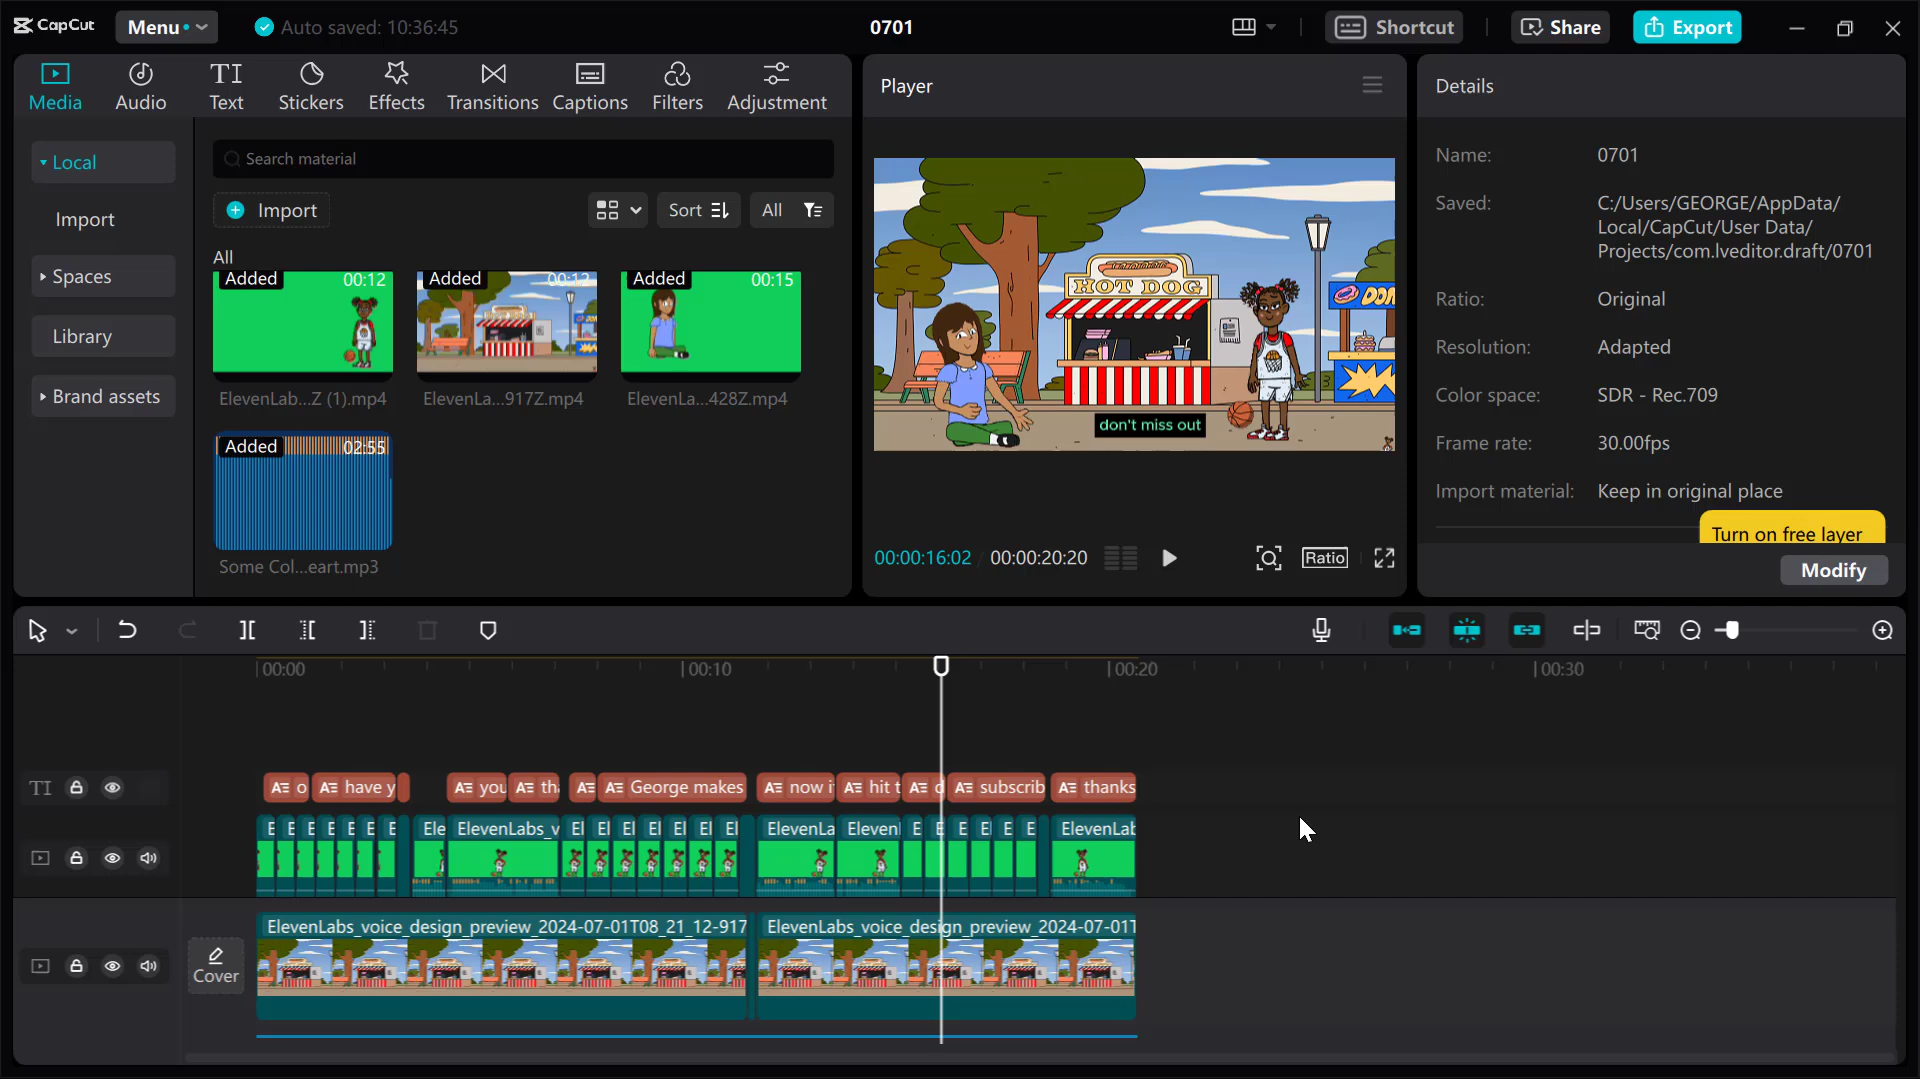 CapCut
Menu
Auto saved: 10:36:45
0701
Shortcut
Share
Export
Media
Audio
Text
Stickers
Effects
Transitions
Captions
Filters
Adjustment
Player
Details
Local
Import
Spaces
Library
Brand assets
Search material
Import
Sort
All
All
Added 00:12
Added 00:12
Added 00:15
ElevenLab...Z (1).mp4
ElevenLa...917Z.mp4
ElevenLa...428Z.mp4
Added 02:55
Some Col...eart.mp3
HOT DOG
don't miss out
00:00:16:02 00:00:20:20
Ratio
Name: 0701
Saved: C:/Users/GEORGE/AppData/
Local/CapCut/User Data/
Projects/com.lveditor.draft/0701
Ratio: Original
Resolution: Adapted
Color space: SDR - Rec.709
Frame rate: 30.00fps
Import material: Keep in original place
Turn on free layer
Modify
00:00 00:10 00:20 00:30
TI
A o A have y A you A th A A George makes A now i A hit t A d A subscrib A thanks
E E E E E E E Ele ElevenLabs_v El El El El El El El ElevenLa Eleven E E E E E E ElevenLab
ElevenLabs_voice_design_preview_2024-07-01T08_21_12-917 ElevenLabs_voice_design_preview_2024-07-01T
Cover